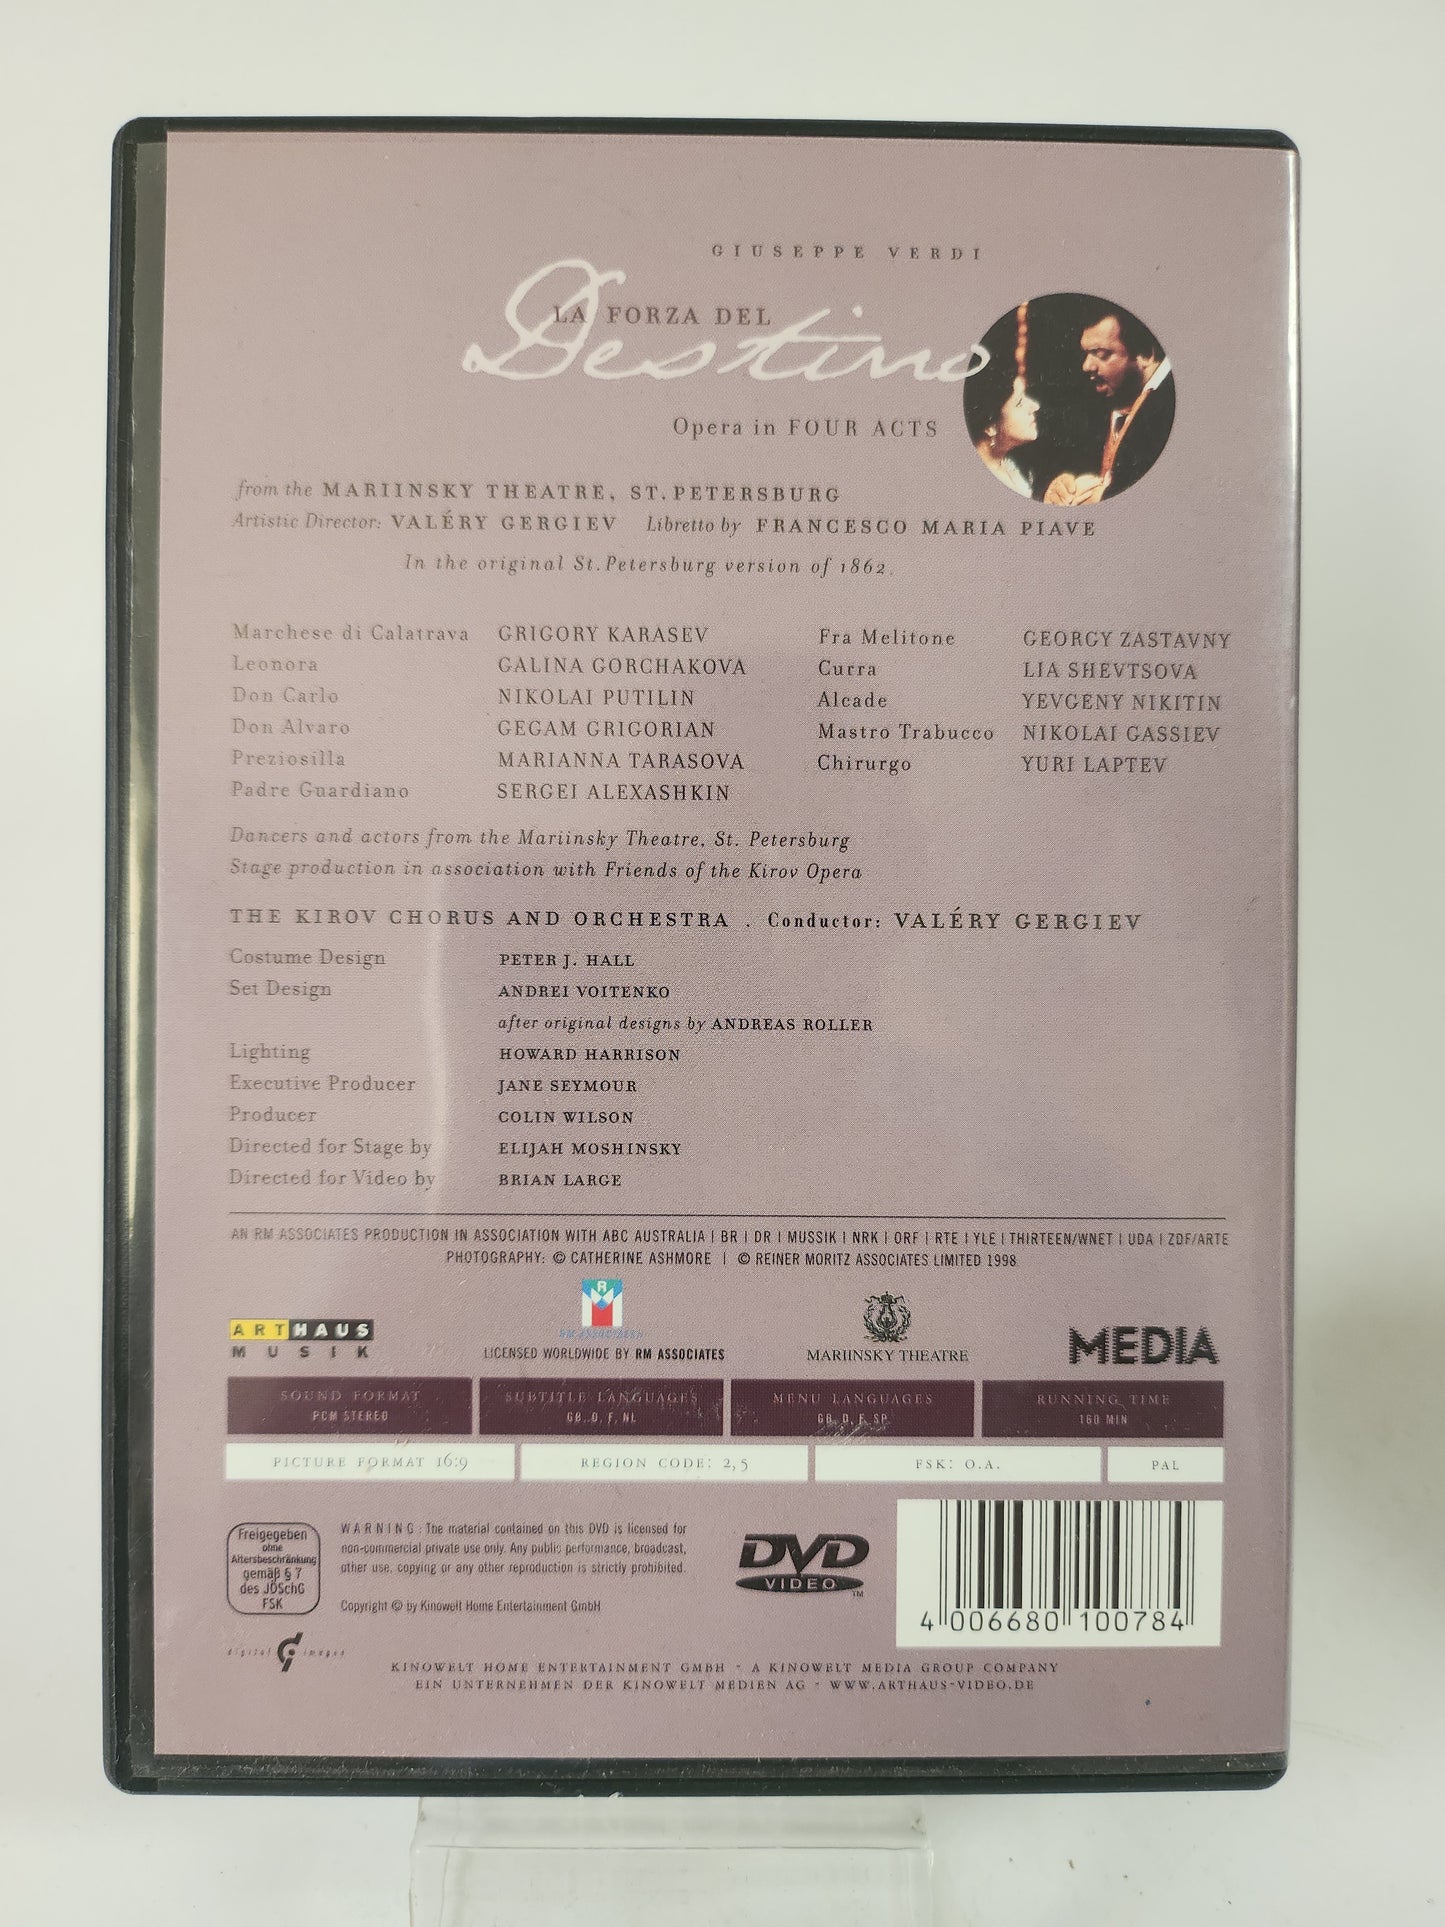 GIUSEPPE VERDI
LA FORZA DEL
Destino
Opera in FOUR ACTS
from the MARIINSKY THEATRE, ST. PETERSBURG
Artistic Director: VALÉRY GERGIEV Libretto by FRANCESCO MARIA PIAVE
In the original St. Petersburg version of 1862.
Marchese di Calatrava GRIGORY KARASEV Fra Melitone GEORGY ZASTAVNY
Leonora GALINA GORCHAKOVA Curra LIA SHEVTSOVA
Don Carlo NIKOLAI PUTILIN Alcade YEVGENY NIKITIN
Don Alvaro GEGAM GRIGORIAN Mastro Trabucco NIKOLAI GASSIEV
Preziosilla MARIANNA TARASOVA Chirurgo YURI LAPTEV
Padre Guardiano SERGEI ALEXASHKIN
Dancers and actors from the Mariinsky Theatre, St. Petersburg
Stage production in association with Friends of the Kirov Opera
THE KIROV CHORUS AND ORCHESTRA . Conductor: VALÉRY GERGIEV
Costume Design PETER J. HALL
Set Design ANDREI VOITENKO
after original designs by ANDREAS ROLLER
Lighting HOWARD HARRISON
Executive Producer JANE SEYMOUR
Producer COLIN WILSON
Directed for Stage by ELIJAH MOSHINSKY
Directed for Video by BRIAN LARGE
AN RM ASSOCIATES PRODUCTION IN ASSOCIATION WITH ABC AUSTRALIA | BR | DR | MUSSIK | NRK | ORF | RTE | YLE | THIRTEEN/WNET | UDA | ZDF/ARTE
PHOTOGRAPHY: © CATHERINE ASHMORE | © REINER MORITZ ASSOCIATES LIMITED 1998
R M
RM ASSOCIATES
ARTHAUS
MUSIK
LICENSED WORLDWIDE BY RM ASSOCIATES
MARIINSKY THEATRE
MEDIA
SOUND FORMAT SUBTITLE LANGUAGES MENU LANGUAGES RUNNING TIME
PCM STEREO GB, D, F, NL GB, D, F, SP 160 MIN
PICTURE FORMAT 16:9 REGION CODE: 2,5 FSK: O.A. PAL
Freigegeben
ohne
Altersbeschränkung
gemäß § 7
des JÖSchG
FSK
WARNING: The material contained on this DVD is licensed for
non-commercial private use only. Any public performance, broadcast,
other use, copying or any other reproduction is strictly prohibited.
Copyright © by Kinowelt Home Entertainment GmbH
DVD
VIDEO
TM
4 006680 100784
digital images
KINOWELT HOME ENTERTAINMENT GMBH - A KINOWELT MEDIA GROUP COMPANY
EIN UNTERNEHMEN DER KINOWELT MEDIEN AG - WWW.ARTHAUS-VIDEO.DE